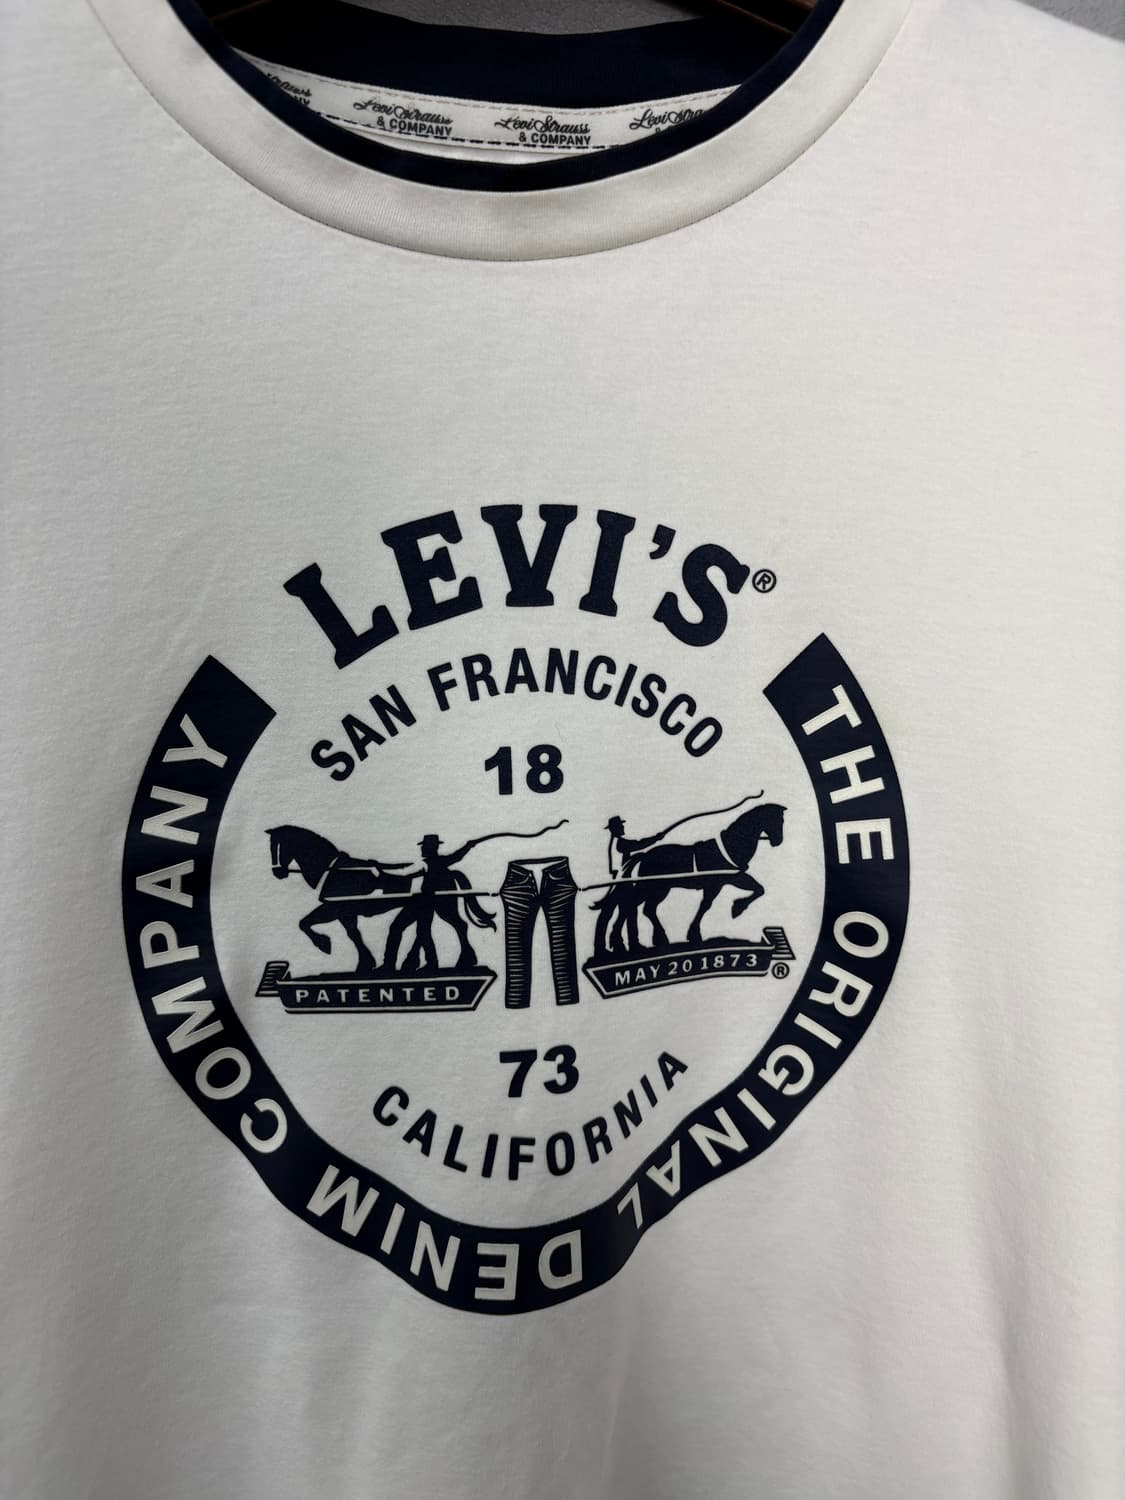 Levi Strauss
& COMPANY
Levi Strauss
& COMPANY
LEVI'S®
SAN FRANCISCO
18
PATENTED
MAY 20 1873 ®
73
CALIFORNIA
THE ORIGINAL DENIM COMPANY